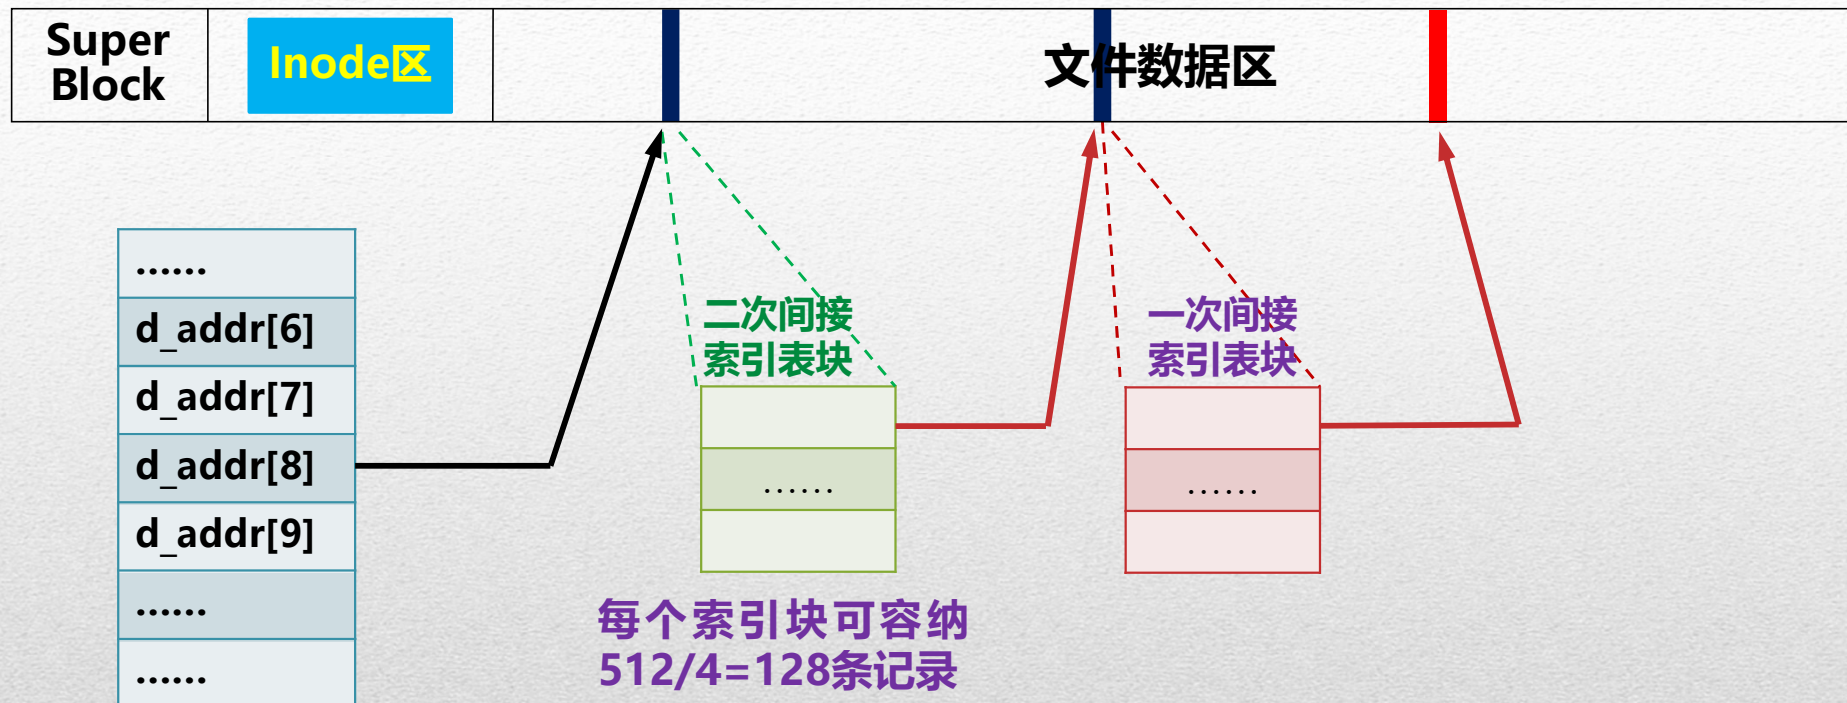 Super
Block
Inode区
文件数据区
......
d_addr[6]
d_addr[7]
d_addr[8]
d_addr[9]
......
......
二次间接
索引表块
......
一次间接
索引表块
......
每个索引块可容纳
512/4=128条记录